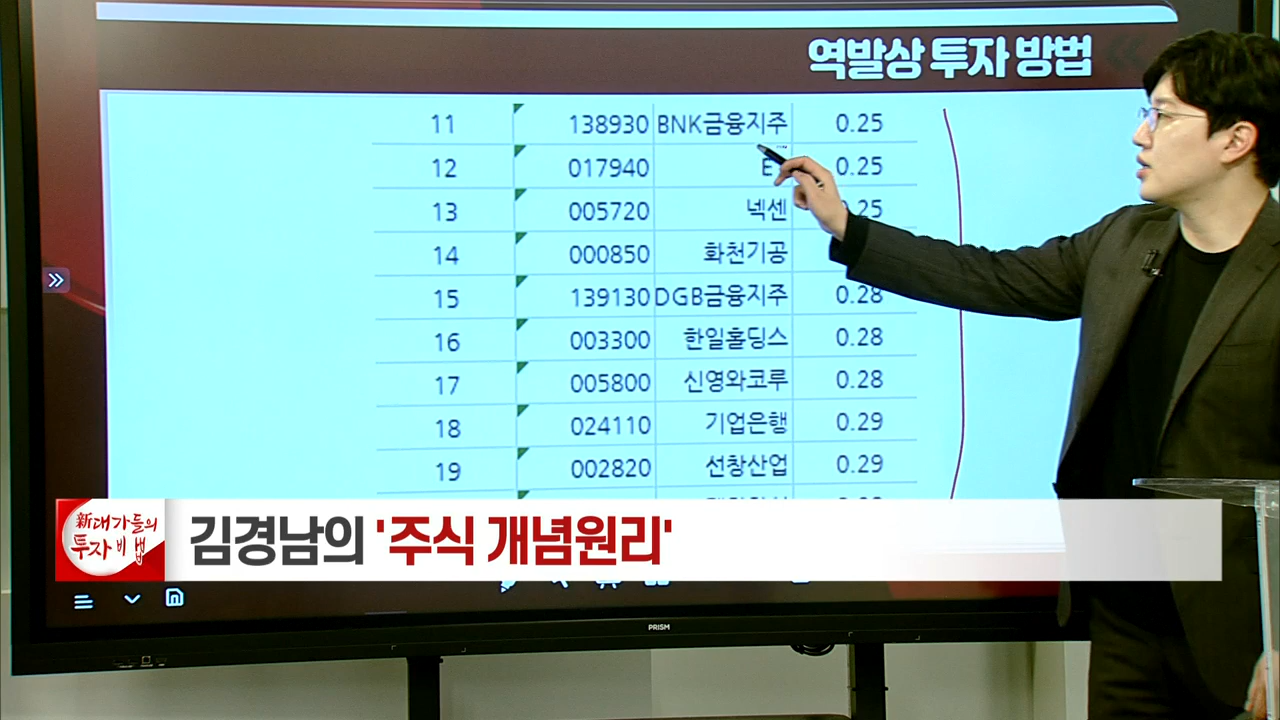 역발상 투자 방법
11 138930 BNK금융지주 0.25
12 017940 E 0.25
13 005720 넥센 0.25
14 000850 화천기공
15 139130 DGB금융지주 0.28
16 003300 한일홀딩스 0.28
17 005800 신영와코루 0.28
18 024110 기업은행 0.29
19 002820 선창산업 0.29
新대가들의
투자비법
김경남의 '주식 개념원리'
PRISM